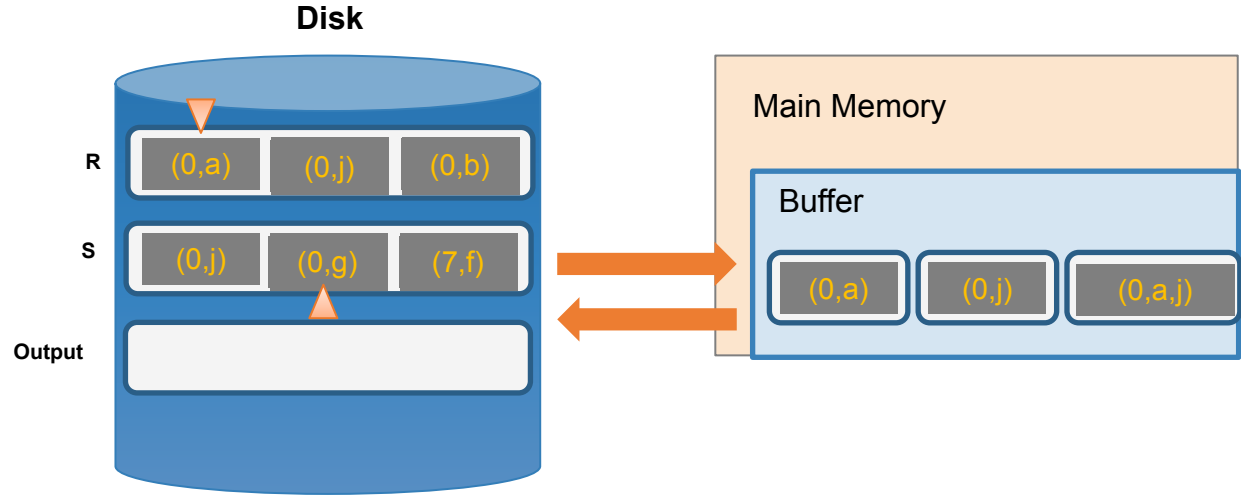 Disk
R
(0,a) (0,j) (0,b)
S
(0,j) (0,g) (7,f)
Output
Main Memory
Buffer
(0,a) (0,j) (0,a,j)